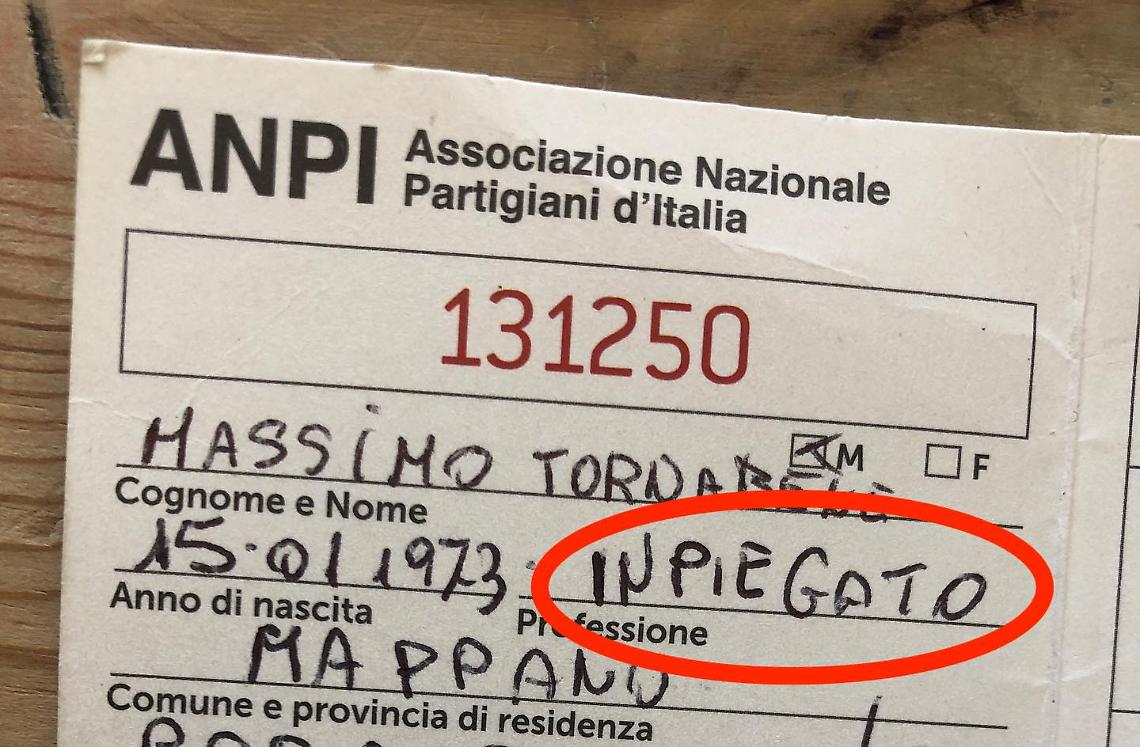 ANPI Associazione Nazionale
Partigiani d'Italia
131250
MASSIMO TORNABENE M F
Cognome e Nome
15.01 1973 INPIEGATO
Anno di nascita Professione
MAPPANO
Comune e provincia di residenza